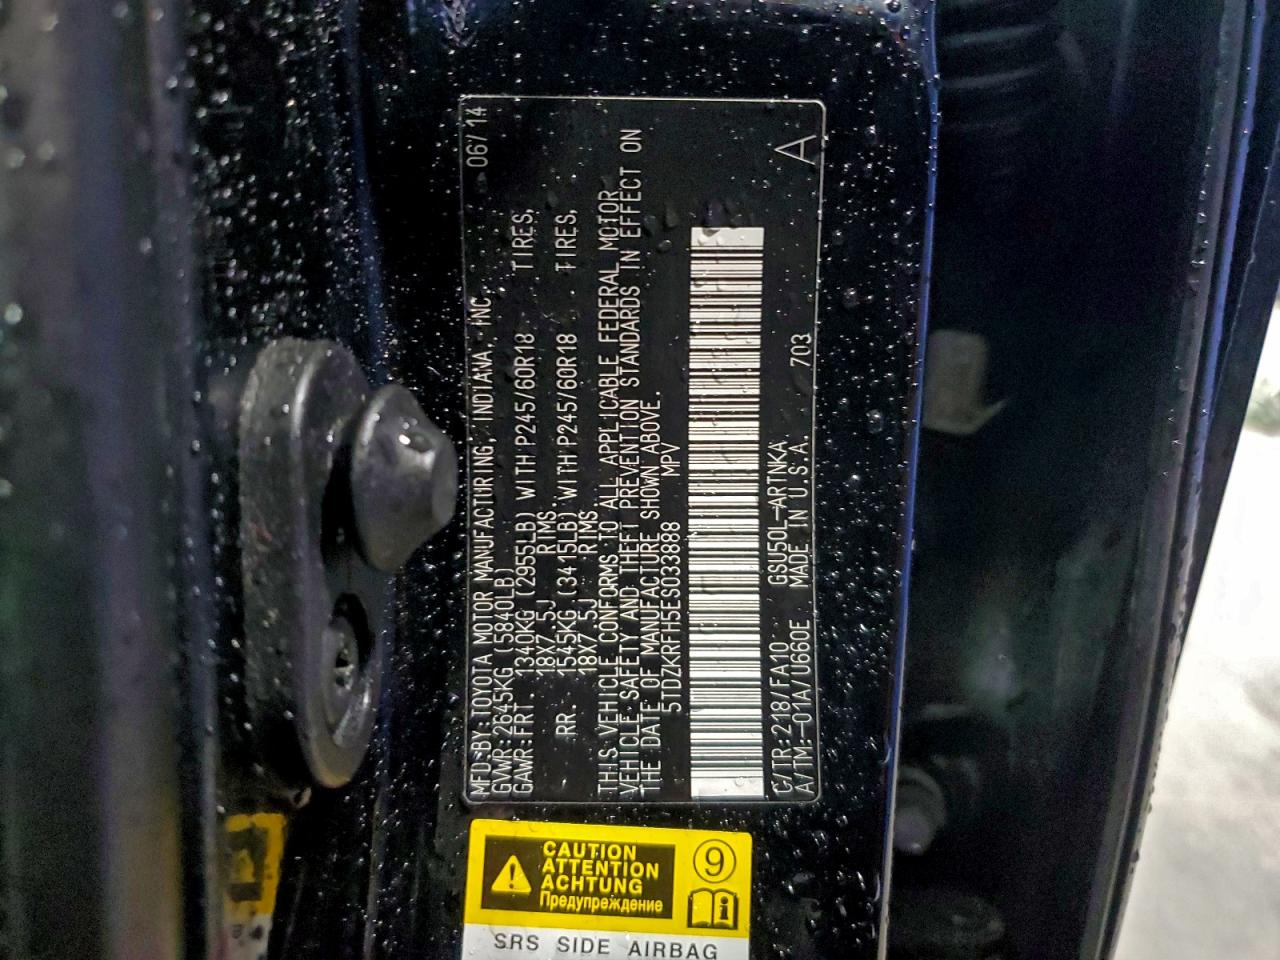 MFD. BY: TOYOTA MOTOR MANUFACTURING, INDIANA, INC. 06/14
GVWR: 2645KG (5840LB)
GAWR: FRT. 1340KG (2955LB) WITH P245/60R18 TIRES,
18X7.5J RIMS
RR. 1545KG (3415LB) WITH P245/60R18 TIRES.
18X7.5J RIMS.
THIS VEHICLE CONFORMS TO ALL APPLICABLE FEDERAL MOTOR
VEHICLE SAFETY AND THEFT PREVENTION STANDARDS IN EFFECT ON
THE DATE OF MANUFACTURE SHOWN ABOVE.
5TDZKRFH5ES033888 MPV
C/TR: 218/FA10 GSU50L-ARTNKA
A/TM:-01A/U660E MADE IN U.S.A. 703 A
CAUTION
ATTENTION
ACHTUNG
Предупреждение
9
SRS SIDE AIRBAG